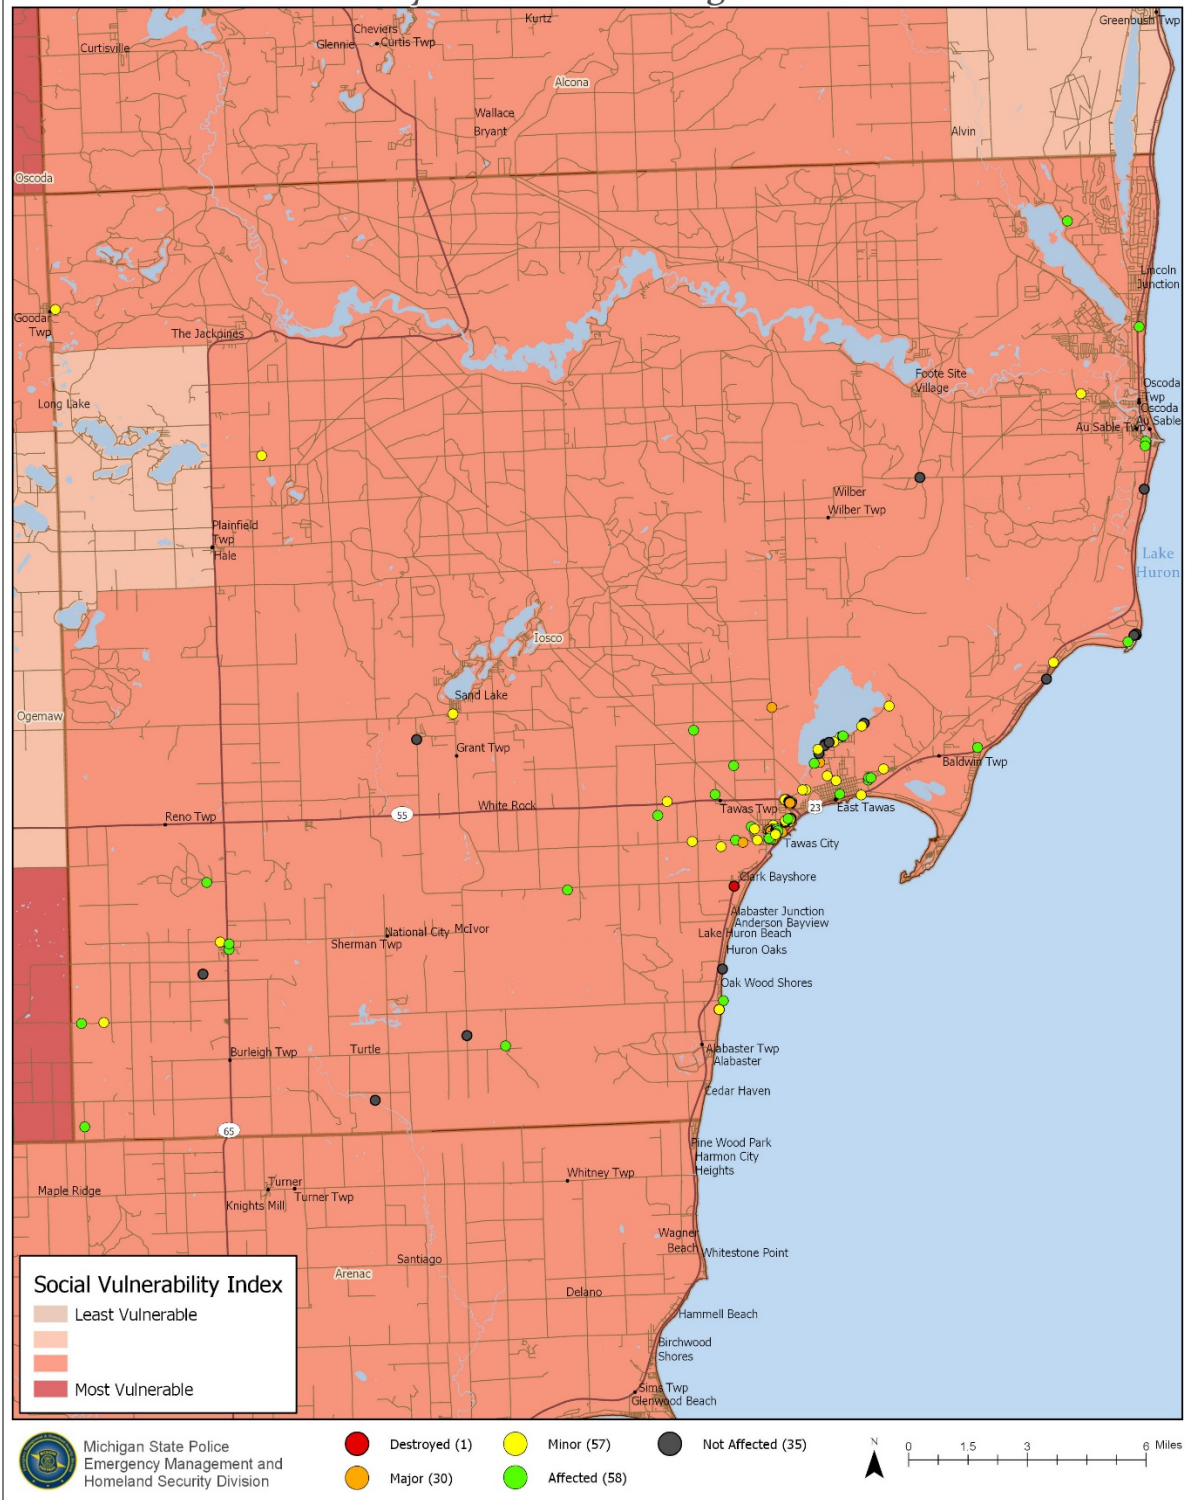 Kurtz
Greenbush Twp
Cheviers
Curtisville
Glennie
Curtis Twp
Alcona
Wallace
Bryant
Alvin
Oscoda
Lincoln
Junction
Goodar
Twp
The Jackpines
Foote Site
Village
Long Lake
Oscoda
Twp
Oscoda
Au Sable
Au Sable Twp
Wilber
Wilber Twp
Plainfield
Twp
Hale
Lake
Huron
Iosco
Sand Lake
Ogemaw
Grant Twp
Baldwin Twp
White Rock
Tawas Twp
23
East Tawas
55
Reno Twp
Tawas City
Clark Bayshore
Alabaster Junction
Anderson Bayview
National City
McIvor
Lake Huron Beach
Sherman Twp
Huron Oaks
Oak Wood Shores
Burleigh Twp
Turtle
Alabaster Twp
Alabaster
Cedar Haven
65
Pine Wood Park
Harmon City
Heights
Whitney Twp
Turner
Maple Ridge
Turner Twp
Knights Mill
Wagner
Beach
Whitestone Point
Santiago
Arenac
Delano
Hammell Beach
Birchwood
Shores
Sims Twp
Glenwood Beach
Social Vulnerability Index
Least Vulnerable
Most Vulnerable
Michigan State Police
Emergency Management and
Homeland Security Division
Destroyed (1)
Minor (57)
Not Affected (35)
Major (30)
Affected (58)
N
0 1.5 3 6 Miles